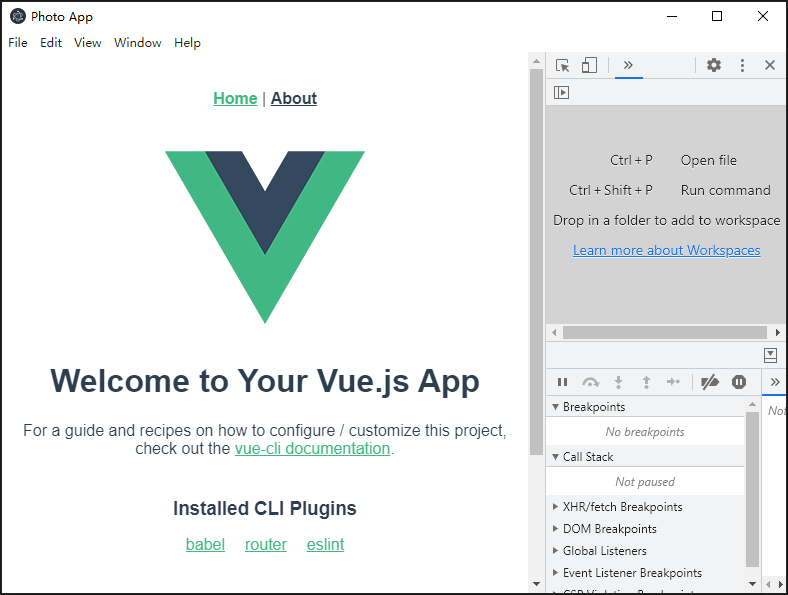 Photo App
File Edit View Window Help
Home | About
Welcome to Your Vue.js App
For a guide and recipes on how to configure / customize this project,
check out the vue-cli documentation.
Installed CLI Plugins
babel router eslint
Ctrl + P Open file
Ctrl + Shift + P Run command
Drop in a folder to add to workspace
Learn more about Workspaces
Breakpoints
No breakpoints
Call Stack
Not paused
XHR/fetch Breakpoints
DOM Breakpoints
Global Listeners
Event Listener Breakpoints
Not